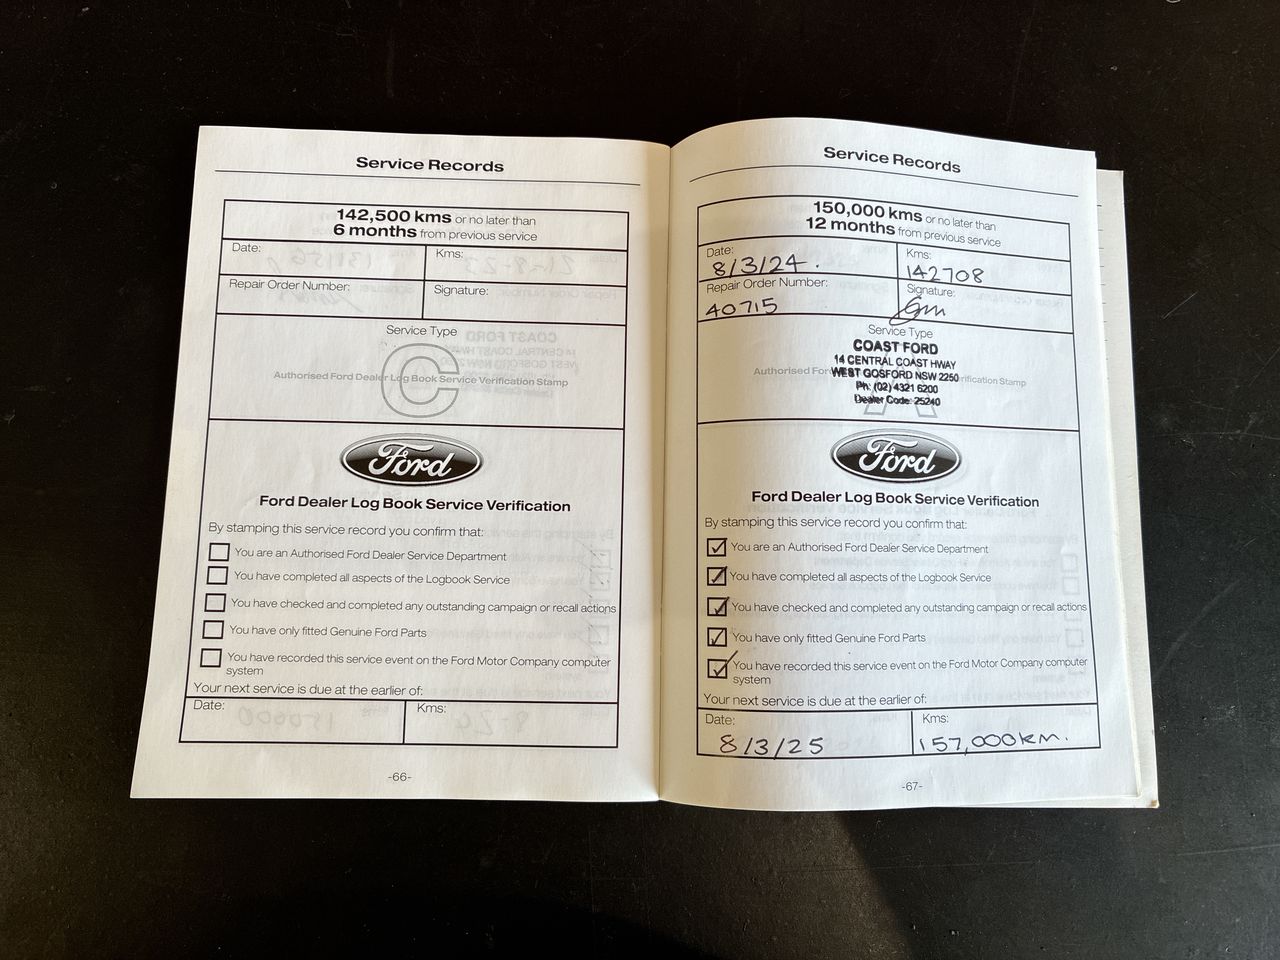 Service Records
142,500 kms or no later than
6 months from previous service
Date:
Kms:
Repair Order Number:
Signature:
Service Type
C
Authorised Ford Dealer Log Book Service Verification Stamp
Ford
Ford Dealer Log Book Service Verification
By stamping this service record you confirm that:
You are an Authorised Ford Dealer Service Department
You have completed all aspects of the Logbook Service
You have checked and completed any outstanding campaign or recall actions
You have only fitted Genuine Ford Parts
You have recorded this service event on the Ford Motor Company computer
system
Your next service is due at the earlier of:
Date:
Kms:
-66-
Service Records
150,000 kms or no later than
12 months from previous service
Date:
8/3/24.
Kms:
142708
Repair Order Number:
40715
Signature:
Service Type
COAST FORD
14 CENTRAL COAST HWAY
WEST GOSFORD NSW 2250
Ph: (02) 4321 6200
Dealer Code: 25240
A
Authorised Ford
Verification Stamp
Ford
Ford Dealer Log Book Service Verification
By stamping this service record you confirm that:
You are an Authorised Ford Dealer Service Department
You have completed all aspects of the Logbook Service
You have checked and completed any outstanding campaign or recall actions
You have only fitted Genuine Ford Parts
You have recorded this service event on the Ford Motor Company computer
system
Your next service is due at the earlier of:
Date:
8/3/25
Kms:
157,000km.
-67-